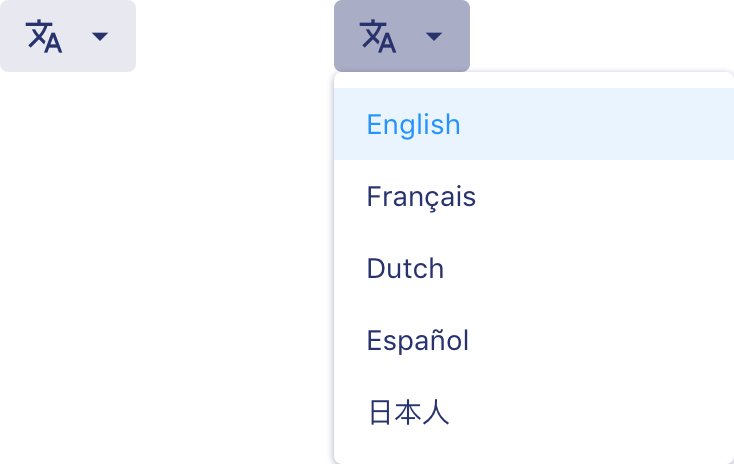 English
Français
Dutch
Español
日本人